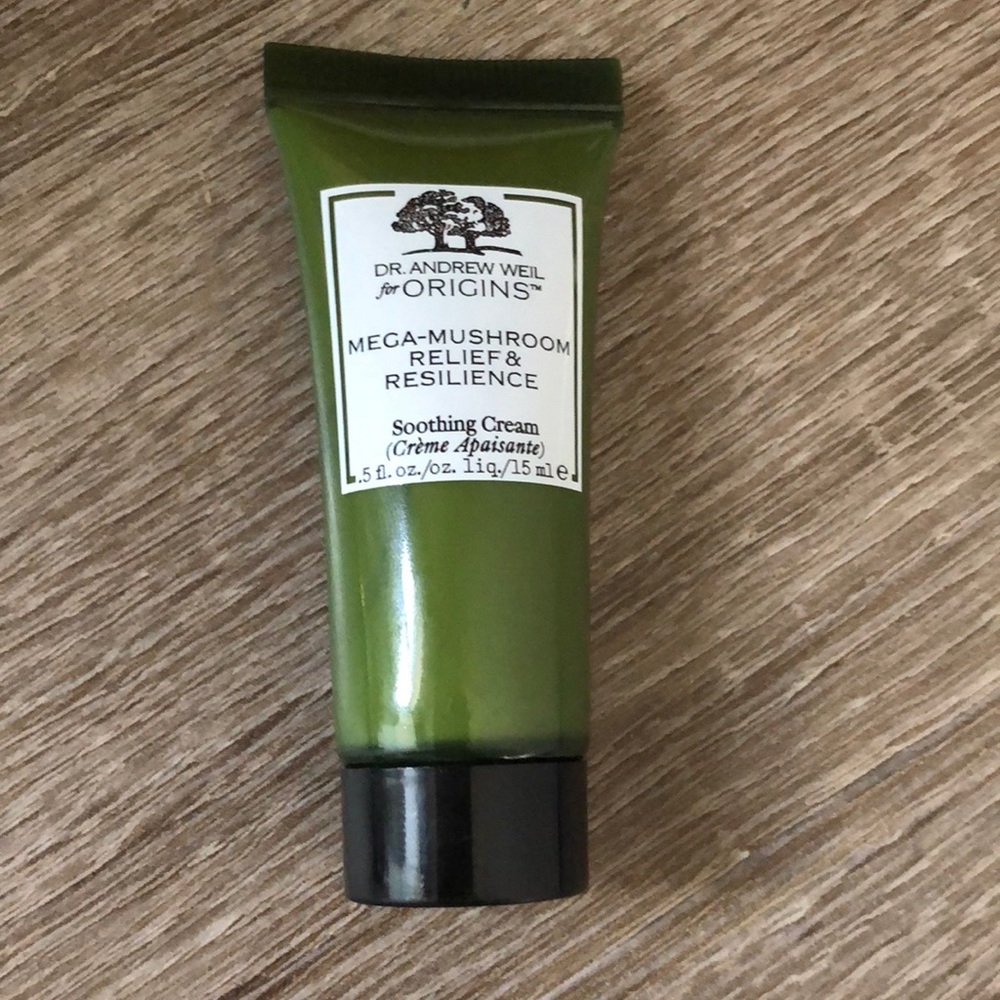 DR. ANDREW WEIL
for ORIGINS™
MEGA-MUSHROOM
RELIEF &
RESILIENCE
Soothing Cream
(Crème Apaisante)
.5 fl. oz./oz. liq./15 ml e